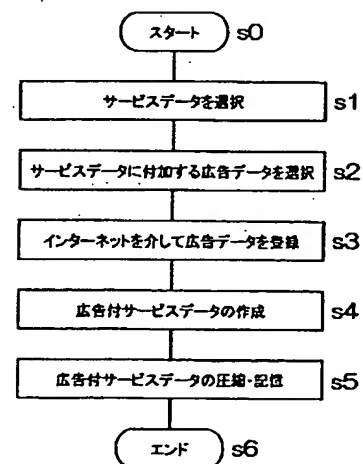 スタート s0
サービスデータを選択 s1
サービスデータに付加する広告データを選択 s2
インターネットを介して広告データを登録 s3
広告付サービスデータの作成 s4
広告付サービスデータの圧縮・記憶 s5
エンド s6